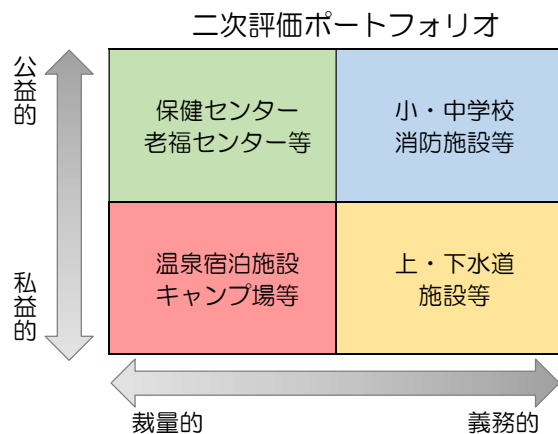 二次評価ポートフォリオ
公益的
保健センター
老福センター等
小・中学校
消防施設等
私益的
温泉宿泊施設
キャンプ場等
上・下水道
施設等
裁量的
義務的